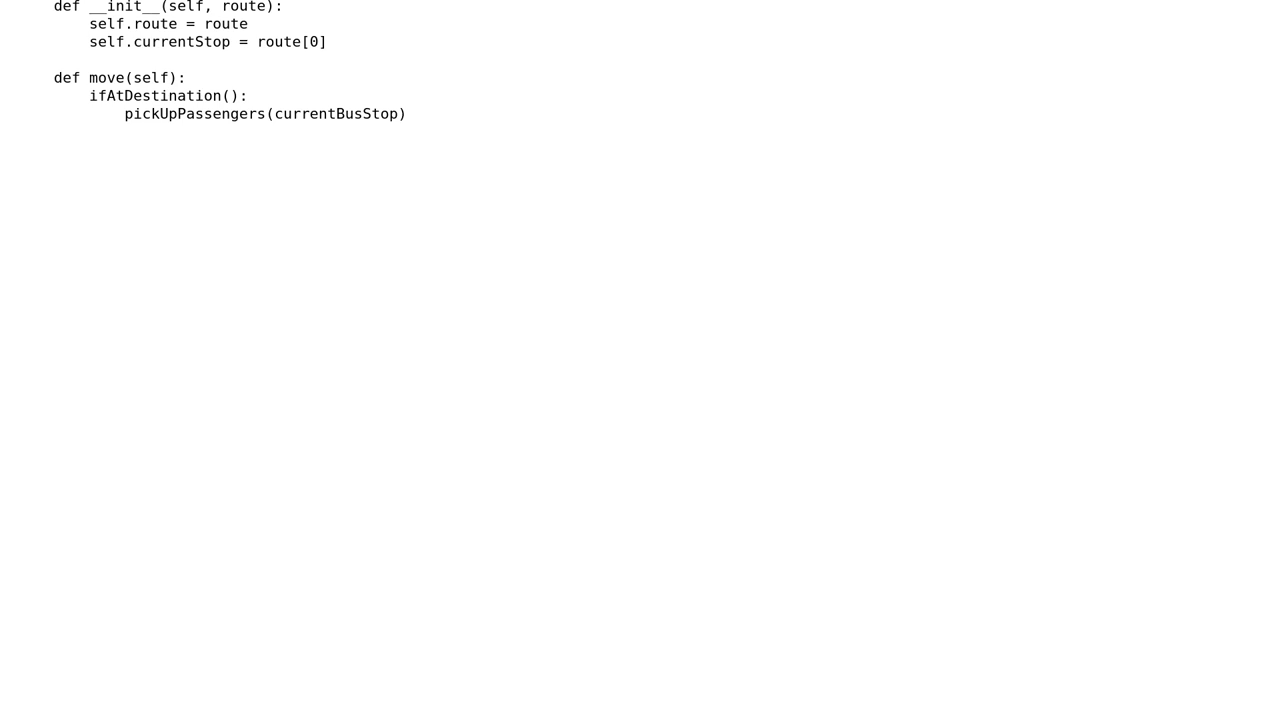 def __init__(self, route):
self.route = route
self.currentStop = route[0]
def move(self):
ifAtDestination():
pickUpPassengers(currentBusStop)